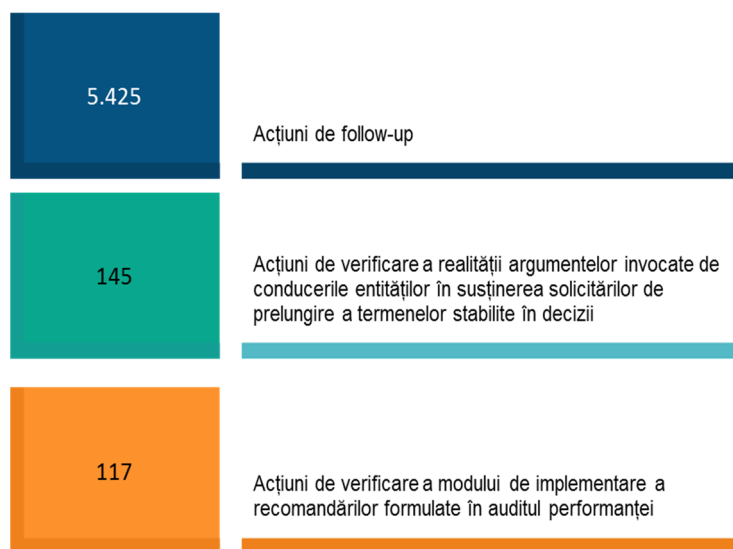 5.425
Acțiuni de follow-up
145
Acțiuni de verificare a realității argumentelor invocate de
conducerile entităților în susținerea solicitărilor de
prelungire a termenelor stabilite în decizii
117
Acțiuni de verificare a modului de implementare a
recomandărilor formulate în auditul performanței